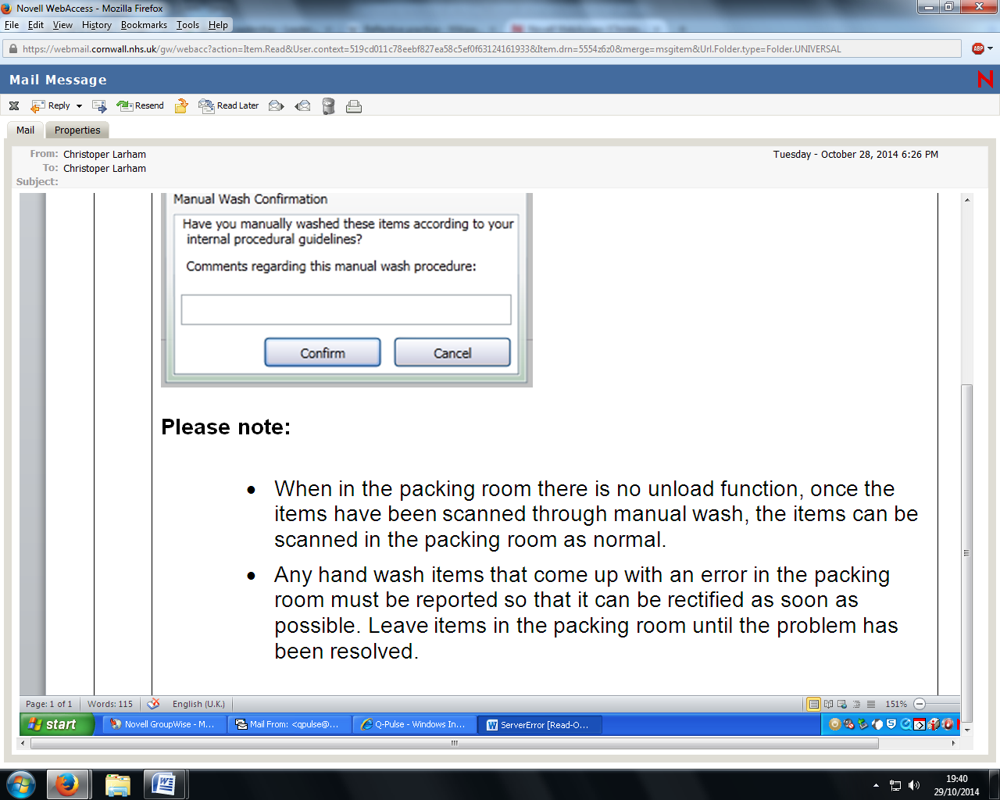 Novell WebAccess - Mozilla Firefox
File Edit View History Bookmarks Tools Help
https://webmail.cornwall.nhs.uk/gw/webacc?action=Item.Read&User.context=519cd011c78eebf827ea58c5ef0f63124161933&Item.drn=5554z6z0&merge=msgitem&Url.Folder.type=Folder.UNIVERSAL
ABP
Mail Message
N
Reply Resend Read Later
Mail Properties
From: Christoper Larham Tuesday - October 28, 2014 6:26 PM
To: Christoper Larham
Subject:
Manual Wash Confirmation
Have you manually washed these items according to your
internal procedural guidelines?
Comments regarding this manual wash procedure:
Confirm Cancel
Please note:
• When in the packing room there is no unload function, once the
items have been scanned through manual wash, the items can be
scanned in the packing room as normal.
• Any hand wash items that come up with an error in the packing
room must be reported so that it can be rectified as soon as
possible. Leave items in the packing room until the problem has
been resolved.
Page: 1 of 1 Words: 115 English (U.K.) 151%
start Novell GroupWise - M... Mail From: <qpulse@... Q-Pulse - Windows In... ServerError [Read-O...
19:40
29/10/2014